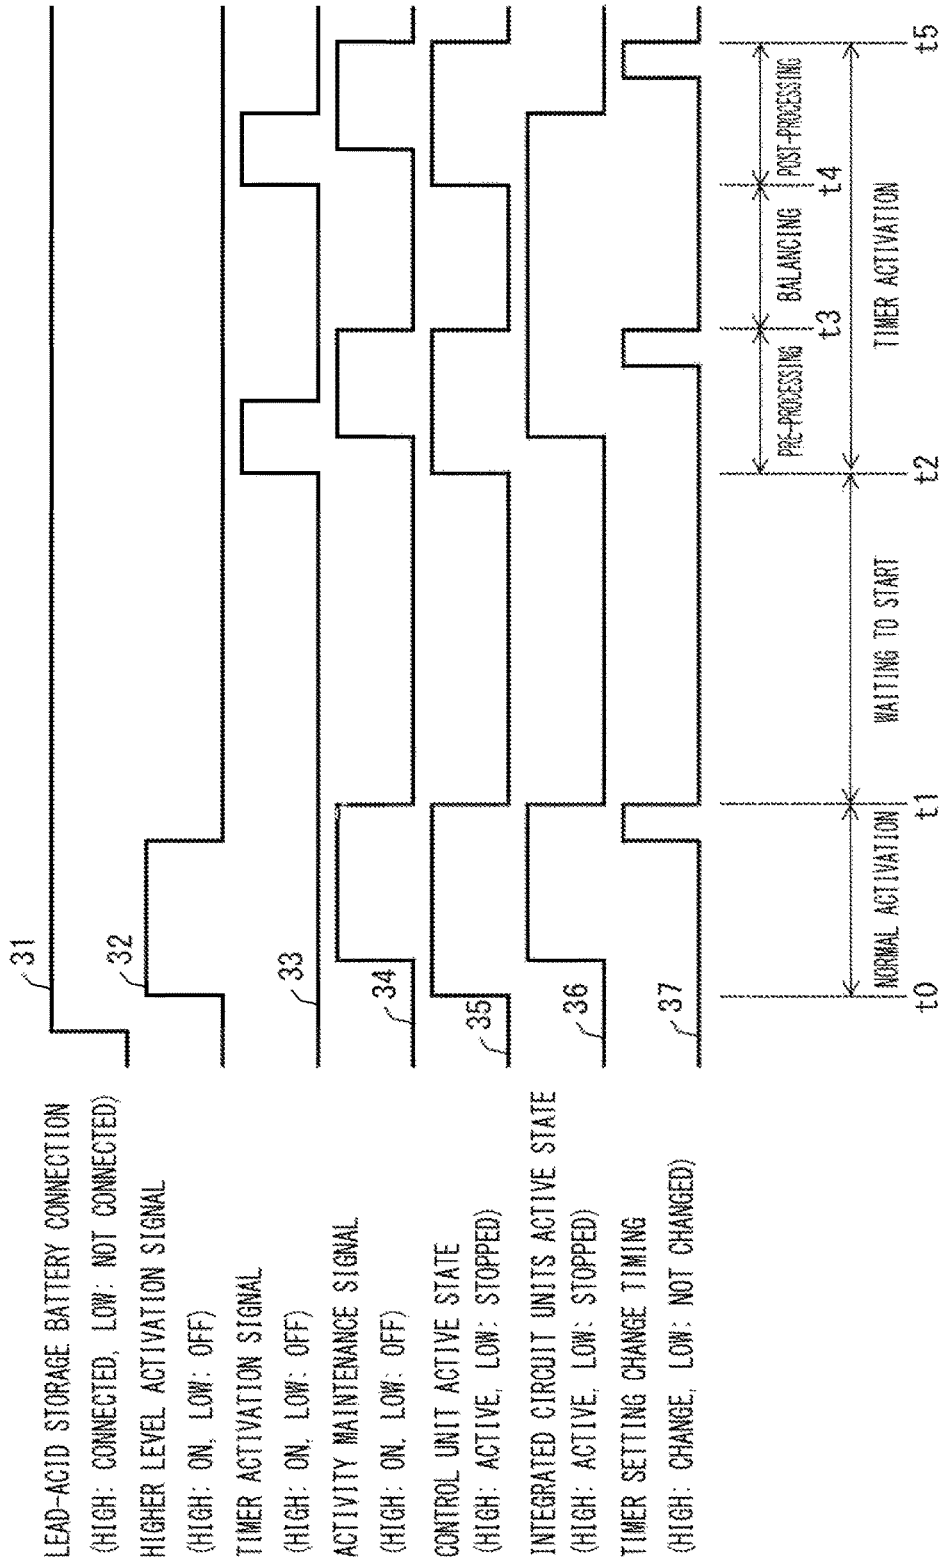 LEAD-ACID STORAGE BATTERY CONNECTION
(HIGH: CONNECTED, LOW: NOT CONNECTED)
31
HIGHER LEVEL ACTIVATION SIGNAL
(HIGH: ON, LOW: OFF)
32
TIMER ACTIVATION SIGNAL
(HIGH: ON, LOW: OFF)
33
ACTIVITY MAINTENANCE SIGNAL
(HIGH: ON, LOW: OFF)
34
CONTROL UNIT ACTIVE STATE
(HIGH: ACTIVE, LOW: STOPPED)
35
INTEGRATED CIRCUIT UNITS ACTIVE STATE
(HIGH: ACTIVE, LOW: STOPPED)
36
TIMER SETTING CHANGE TIMING
(HIGH: CHANGE, LOW: NOT CHANGED)
37
PRE-PROCESSING
BALANCING
POST-PROCESSING
t3
t4
NORMAL ACTIVATION
WAITING TO START
TIMER ACTIVATION
t0
t1
t2
t5